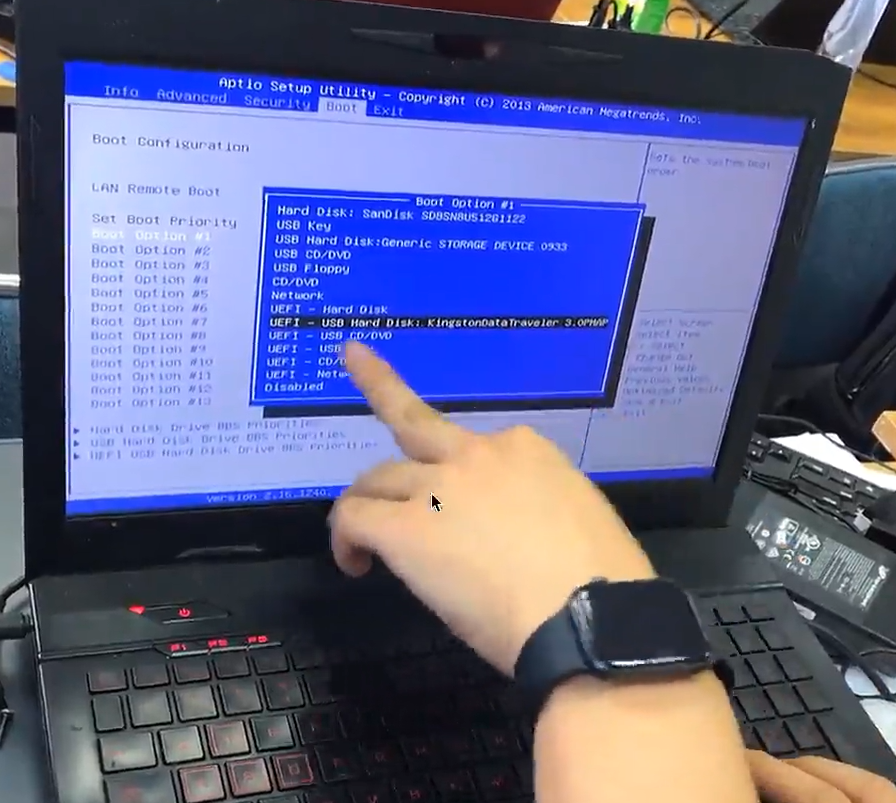 Aptio Setup Utility - Copyright (C) 2013 American Megatrends, Inc.
Info Advanced Security Boot Exit
Boot Configuration
LAN Remote Boot
Set Boot Priority
Boot Option #1
Boot Option #2
Boot Option #3
Boot Option #4
Boot Option #5
Boot Option #6
Boot Option #7
Boot Option #8
Boot Option #9
Boot Option #10
Boot Option #11
Boot Option #12
Boot Option #13
Hard Disk Drive BBS Priorities
USB Hard Disk Drive BBS Priorities
UEFI USB Hard Disk Drive BBS Priorities
Boot Option #1
Hard Disk: SanDisk SD8SN8U512G1122
USB Key
USB Hard Disk:Generic STORAGE DEVICE 0933
USB CD/DVD
USB Floppy
CD/DVD
Network
UEFI - Hard Disk
UEFI - USB Hard Disk: KingstonDataTraveler 3.0PMAP
UEFI - USB CD/DVD
UEFI - USB
UEFI - CD/D
UEFI - Netw
Disabled
Sets the system boot
order
Select Screen
Select Item
Select
Change Opt
General Help
Previous Values
Optimized Defaults
Exit
Version 2.16.1240.